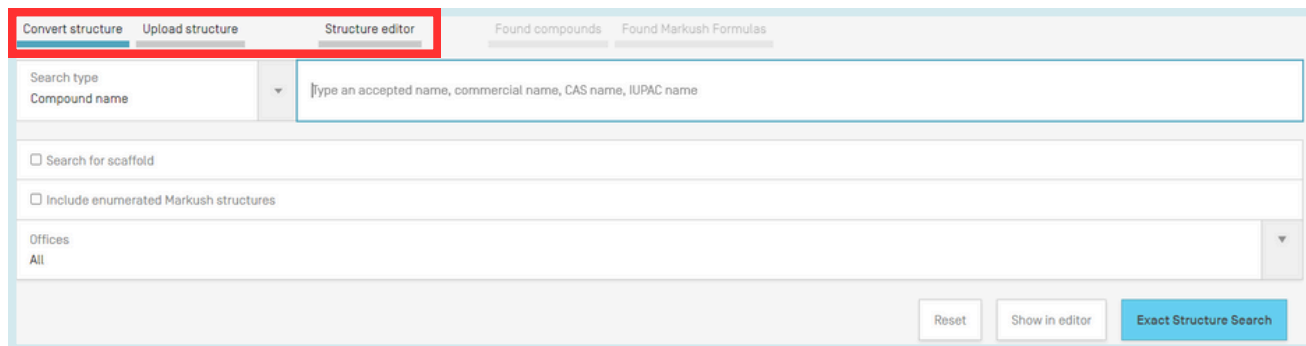 Convert structure Upload structure Structure editor Found compounds Found Markush Formulas
Search type
Compound name
Type an accepted name, commercial name, CAS name, IUPAC name
Search for scaffold
Include enumerated Markush structures
Offices
All
Reset Show in editor Exact Structure Search